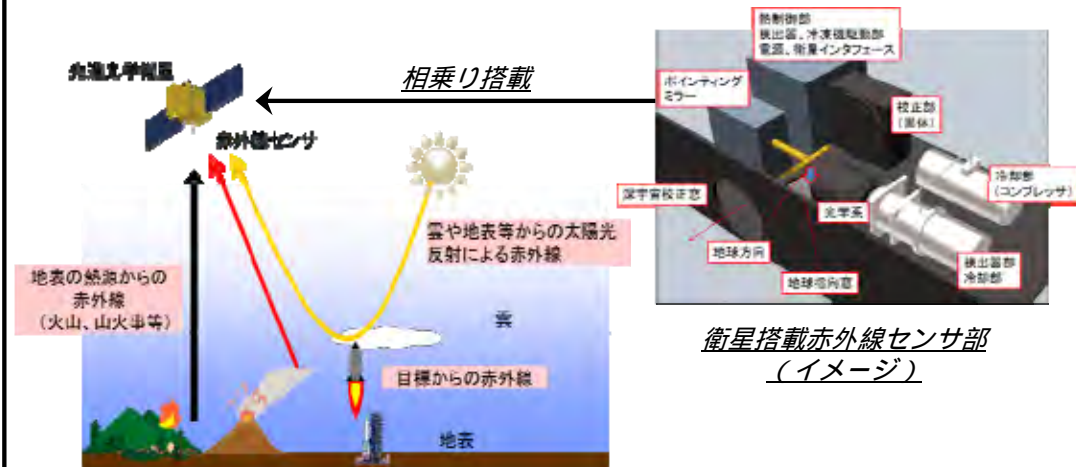 先進光学衛星
相乗り搭載
赤外線センサ
雲や地表等からの太陽光
反射による赤外線
地表の熱源からの
赤外線
(火山、山火事等)
雲
目標からの赤外線
地表
熱制御部
検出器、冷凍機駆動部
電源、衛星インタフェース
ポインティング
ミラー
校正部
(黒体)
冷却部
(コンプレッサ)
深宇宙校正窓
光学系
地球方向
地球指向窓
検出器部
冷却部
衛星搭載赤外線センサ部
(イメージ)